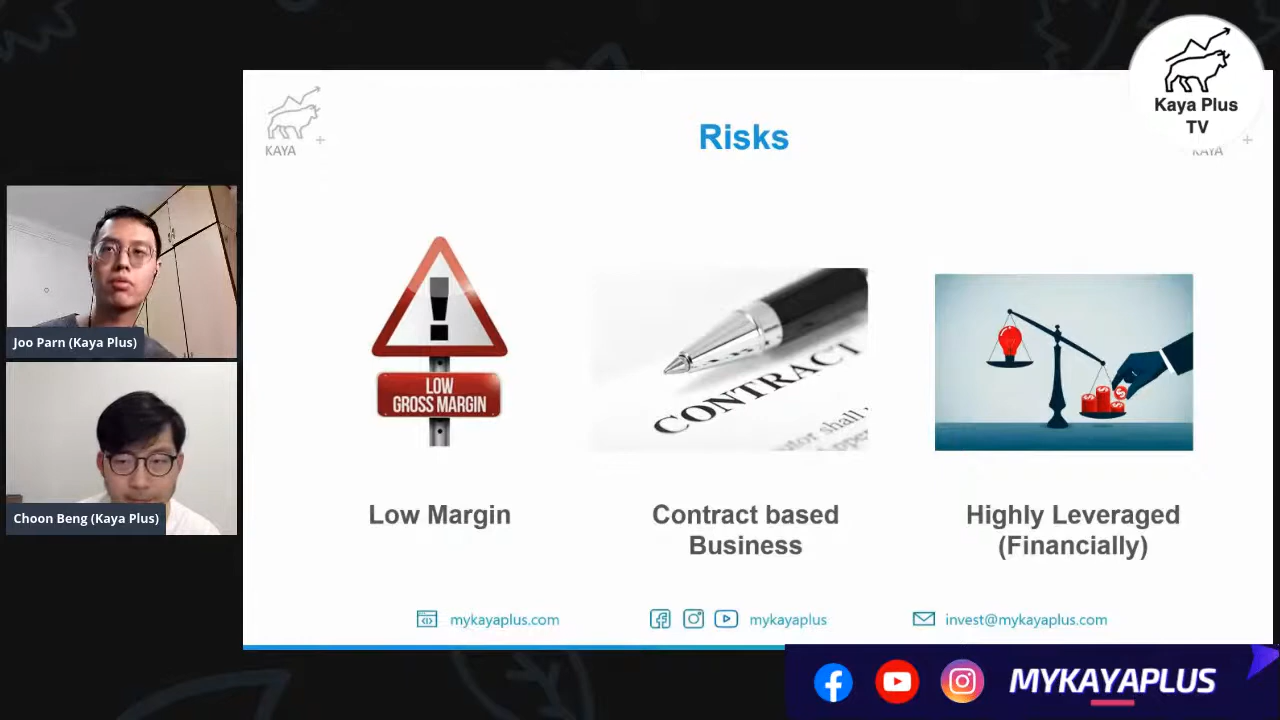 Kaya Plus
TV
KAYA
KAYA
Risks
Joo Parn (Kaya Plus)
Choon Beng (Kaya Plus)
LOW
GROSS MARGIN
CONTRACT
shall,
Low Margin
Contract based
Business
Highly Leveraged
(Financially)
mykayaplus.com
mykayaplus
invest@mykayaplus.com
MYKAYAPLUS